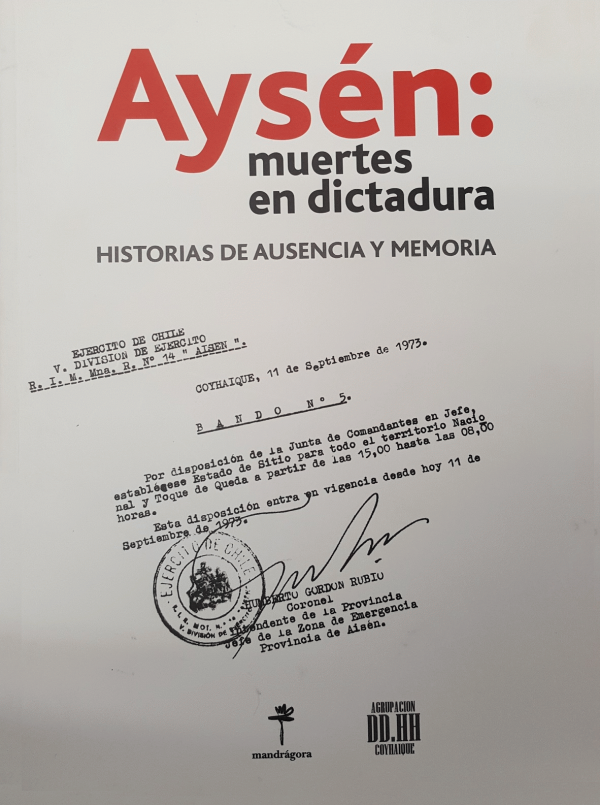 Aysén:
muertes
en dictadura
HISTORIAS DE AUSENCIA Y MEMORIA
EJERCITO DE CHILE
V. DIVISION DE EJERCITO
R. I. M. Mna. R. Nº 14 " AISEN ".
COYHAIQUE, 11 de Septiembre de 1973.
B A N D O Nº 5.
Por disposición de la Junta de Comandantes en Jefe,
establégese Estado de Sitio para todo el territorio Nacio
nal y Toque de Queda a partir de las 15,00 hasta las 08,00
horas.
Esta disposición entra en vigencia desde hoy 11 de
Septiembre de 1973.
EJERCITO DE CHILE
V. DIVISION DE EJERCITO
HUMBERTO GORDON RUBIO
Coronel
Intendente de la Provincia
Jefe de la Zona de Emergencia
Provincia de Aisén.
mandrágora
AGRUPACION
DD.HH
COYHAIQUE